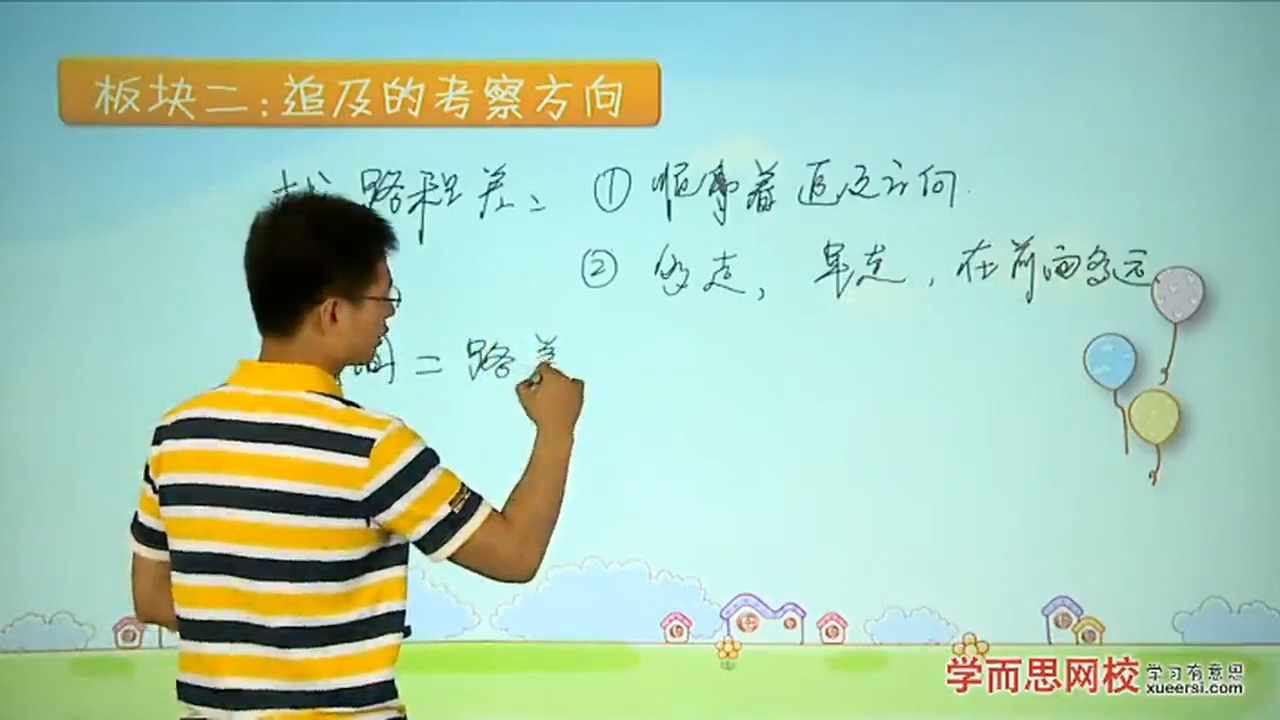 板块二：追及的考察方向
找路程差： ① 顺序着追及方向.
② 多走，早走，在前面多远
间 = 路差
学而思网校 学习有意思
xueersi.com